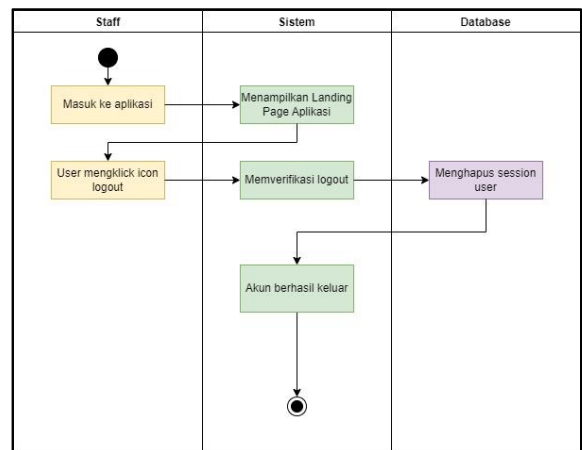 Staff
Sistem
Database
Masuk ke aplikasi
Menampilkan Landing
Page Aplikasi
User mengklick icon
logout
Memverifikasi logout
Menghapus session
user
Akun berhasil keluar